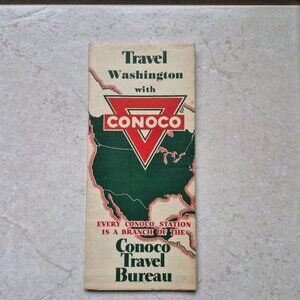 Travel
Washington
with
CONOCO
EVERY CONOCO STATION
IS A BRANCH OF THE
Conoco
Travel
Bureau